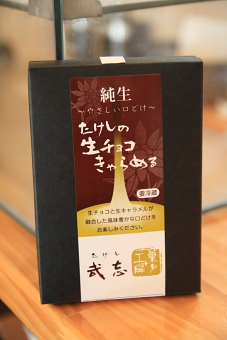 純生
～やさしい口どけ～
たけしの
生チョコ
きゃらめる
要冷蔵
生チョコと生キャラメルが
融合した風味豊かな口どけを
お楽しみください。
たけし
武志
菓子
工房